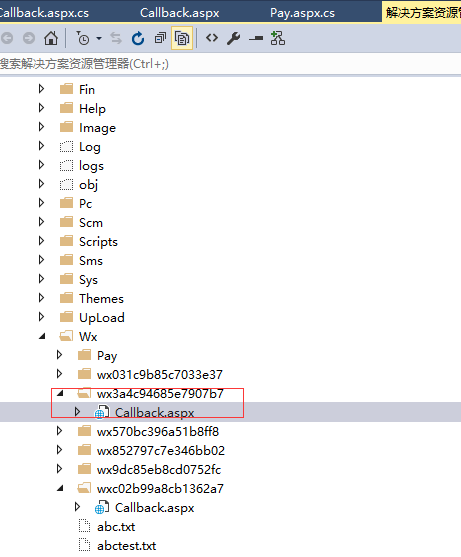 Callback.aspx.cs Callback.aspx Pay.aspx.cs 解决方案资源管
搜索解决方案资源管理器(Ctrl+;)
Fin
Help
Image
Log
logs
obj
Pc
Scm
Scripts
Sms
Sys
Themes
UpLoad
Wx
Pay
wx031c9b85c7033e37
wx3a4c94685e7907b7
Callback.aspx
wx570bc396a51b8ff8
wx852797c7e346bb02
wx9dc85eb8cd0752fc
wxc02b99a8cb1362a7
Callback.aspx
abc.txt
abctest.txt